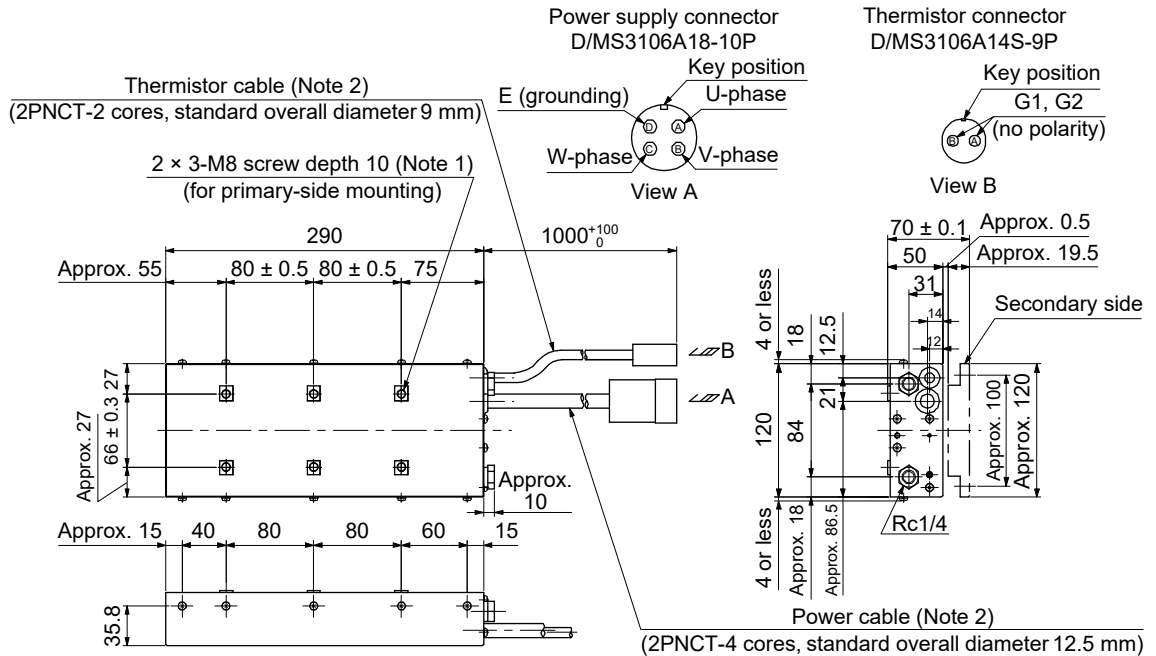 Power supply connector
D/MS3106A18-10P
Thermistor connector
D/MS3106A14S-9P
Thermistor cable (Note 2)
(2PNCT-2 cores, standard overall diameter 9 mm)
Key position
E (grounding)
U-phase
D
A
C
B
W-phase
V-phase
View A
Key position
G1, G2
(no polarity)
B
A
View B
2 × 3-M8 screw depth 10 (Note 1)
(for primary-side mounting)
290
1000 +100 0
Approx. 55
80 ± 0.5
80 ± 0.5
75
27
66 ± 0.3
Approx. 27
B
A
Approx.
10
70 ± 0.1
Approx. 0.5
50
Approx. 19.5
31
Secondary side
14
12
4 or less
18
12.5
120
84
21
Approx. 100
Approx. 120
4 or less
Approx. 18
Approx. 86.5
Rc1/4
Approx. 15
40
80
80
60
15
35.8
Power cable (Note 2)
(2PNCT-4 cores, standard overall diameter 12.5 mm)